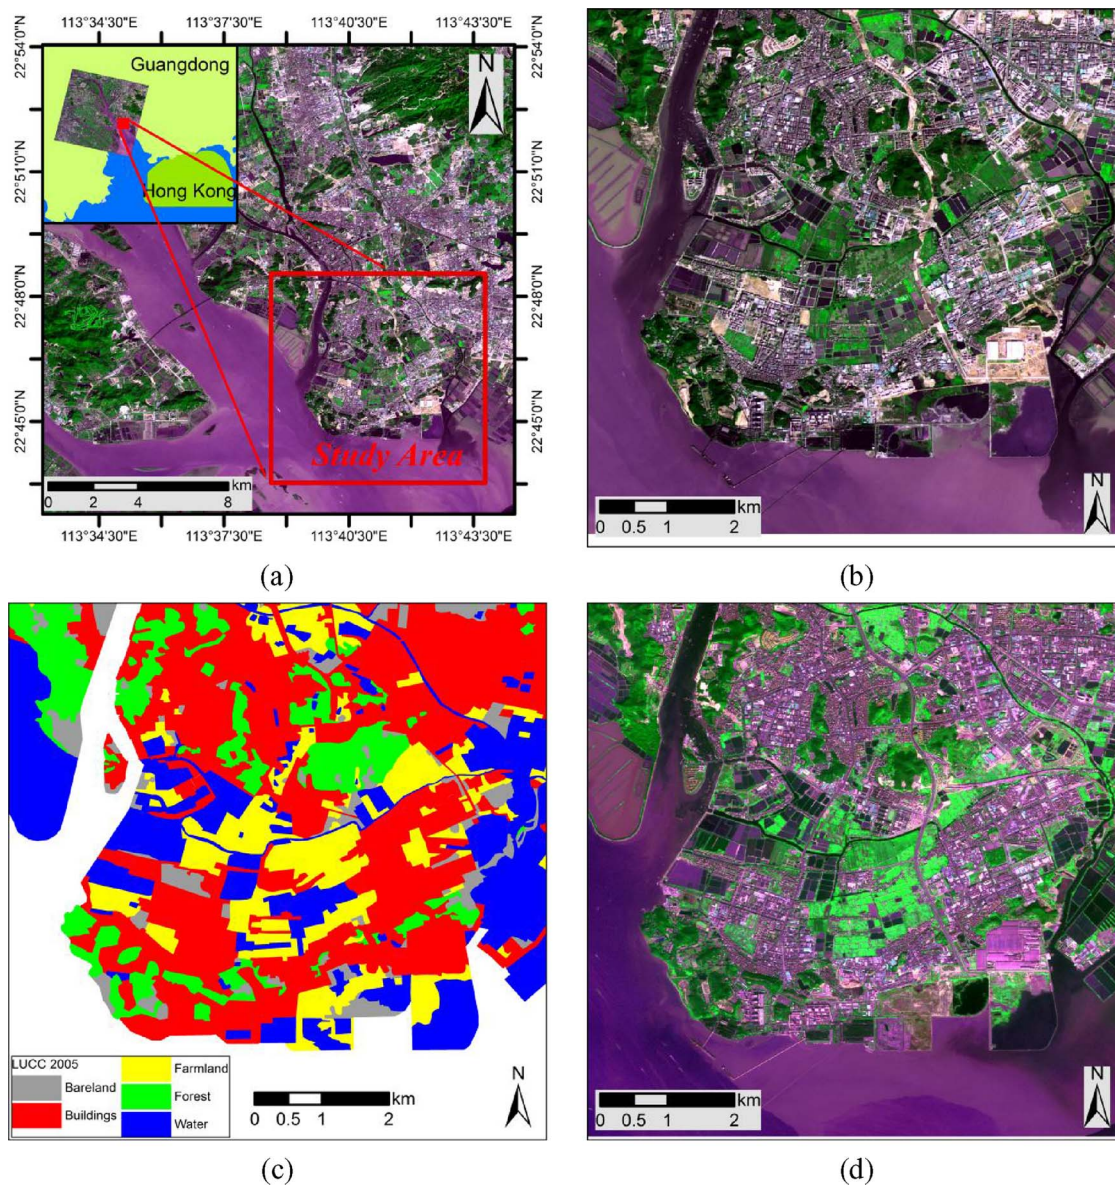 113°34'30"E 113°37'30"E 113°40'30"E 113°43'30"E
22°54'0"N
22°51'0"N
22°48'0"N
22°45'0"N
Guangdong
Hong Kong
N
Study Area
km
0 2 4 8
22°54'0"N
22°51'0"N
22°48'0"N
22°45'0"N
113°34'30"E 113°37'30"E 113°40'30"E 113°43'30"E
(a)
km
0 0.5 1 2
N
(b)
LUCC 2005
Bareland
Buildings
Farmland
Forest
Water
km
0 0.5 1 2
N
(c)
km
0 0.5 1 2
N
(d)